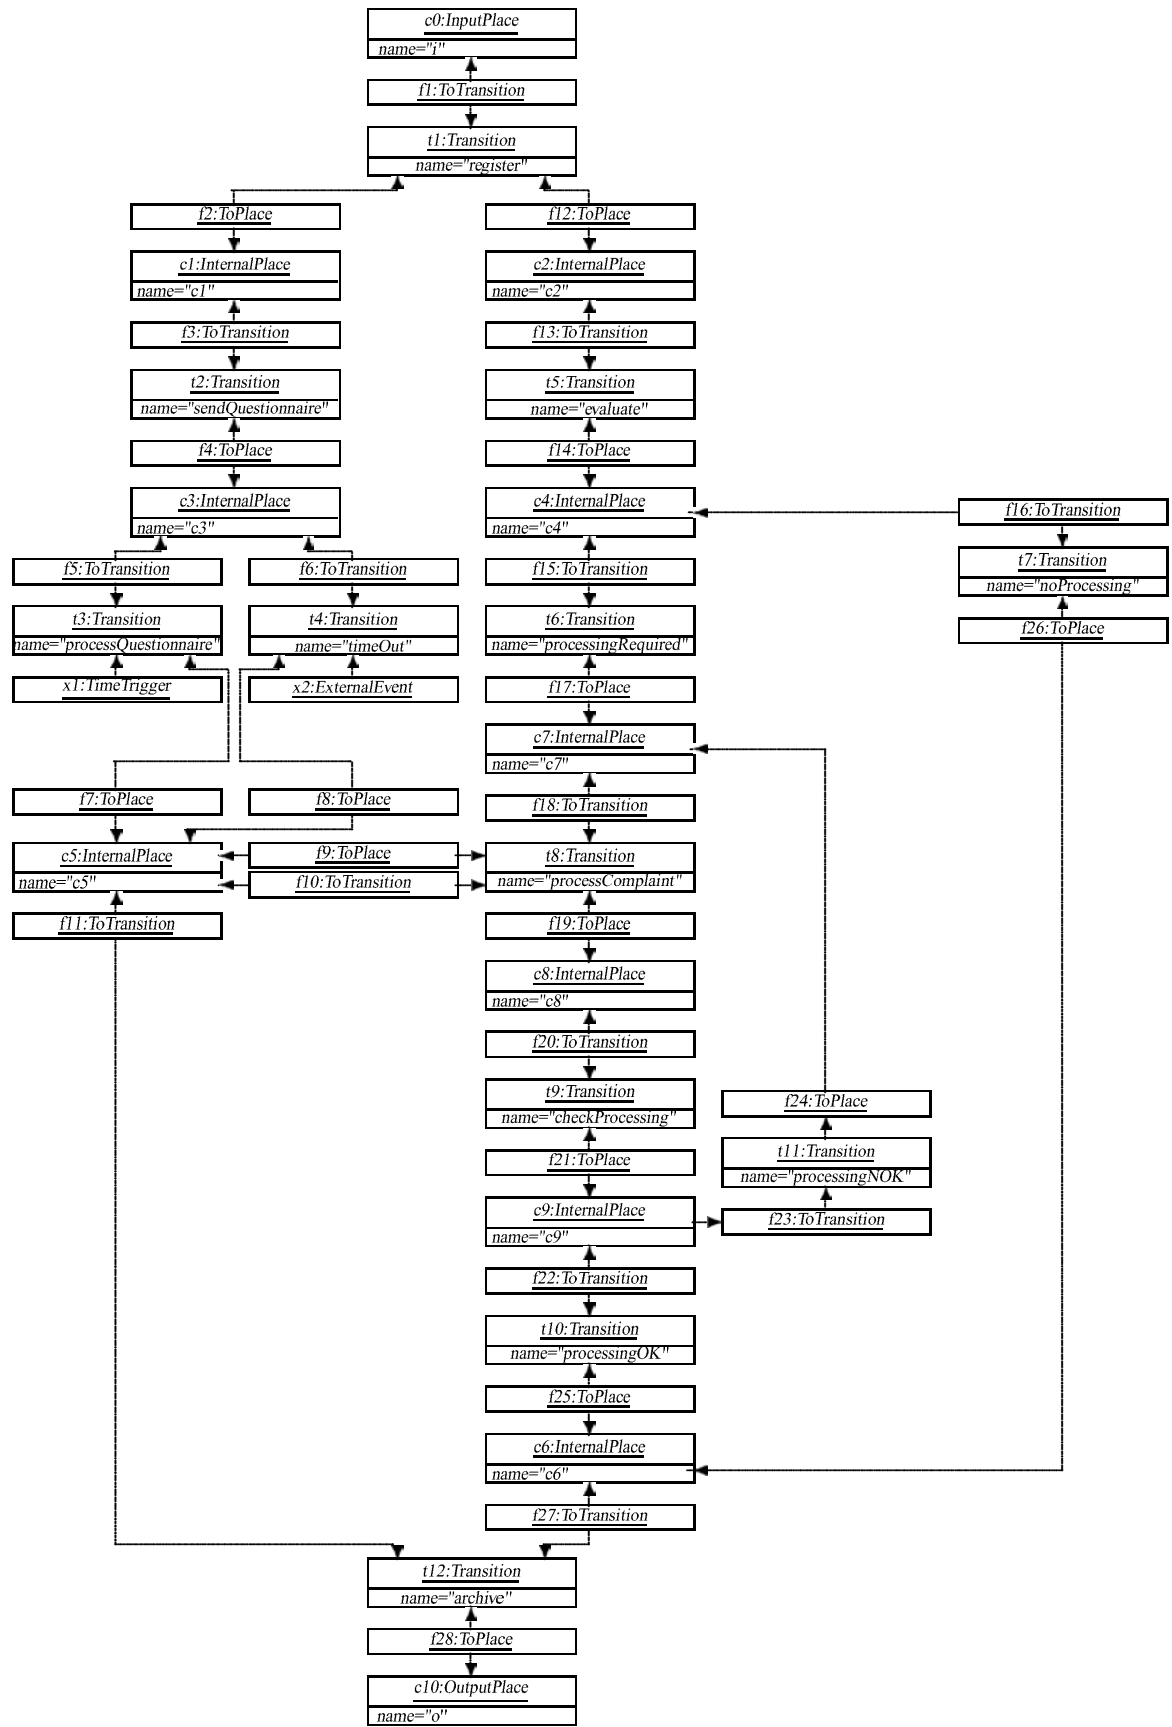 c0:InputPlace
name="i"
f1:ToTransition
t1:Transition
name="register"
f2:ToPlace
f12:ToPlace
c1:InternalPlace
name="c1"
c2:InternalPlace
name="c2"
f3:ToTransition
f13:ToTransition
t2:Transition
name="sendQuestionnaire"
t5:Transition
name="evaluate"
f4:ToPlace
f14:ToPlace
c3:InternalPlace
name="c3"
c4:InternalPlace
name="c4"
f16:ToTransition
f5:ToTransition
f6:ToTransition
f15:ToTransition
t7:Transition
name="noProcessing"
t3:Transition
name="processQuestionnaire"
t4:Transition
name="timeOut"
t6:Transition
name="processingRequired"
f26:ToPlace
x1:TimeTrigger
x2:ExternalEvent
f17:ToPlace
c7:InternalPlace
name="c7"
f7:ToPlace
f8:ToPlace
f18:ToTransition
c5:InternalPlace
name="c5"
f9:ToPlace
f10:ToTransition
t8:Transition
name="processComplaint"
f11:ToTransition
f19:ToPlace
c8:InternalPlace
name="c8"
f20:ToTransition
t9:Transition
name="checkProcessing"
f24:ToPlace
f21:ToPlace
t11:Transition
name="processingNOK"
c9:InternalPlace
name="c9"
f23:ToTransition
f22:ToTransition
t10:Transition
name="processingOK"
f25:ToPlace
c6:InternalPlace
name="c6"
f27:ToTransition
t12:Transition
name="archive"
f28:ToPlace
c10:OutputPlace
name="o"